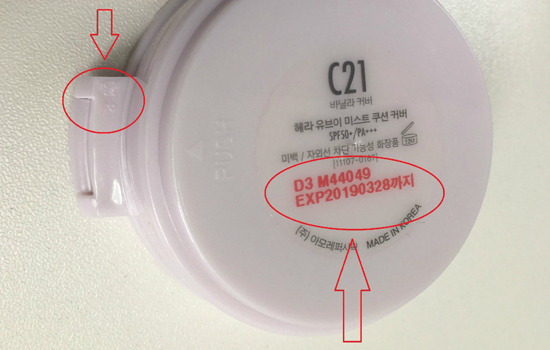 C21
바닐라 커버
헤라 유브이 미스트 쿠션 커버
SPF50+/PA+++
미백 / 자외선 차단 기능성 화장품
12M
D3 M44049
EXP20190328까지
(주) 아모레퍼시픽 MADE IN KOREA
PUSH